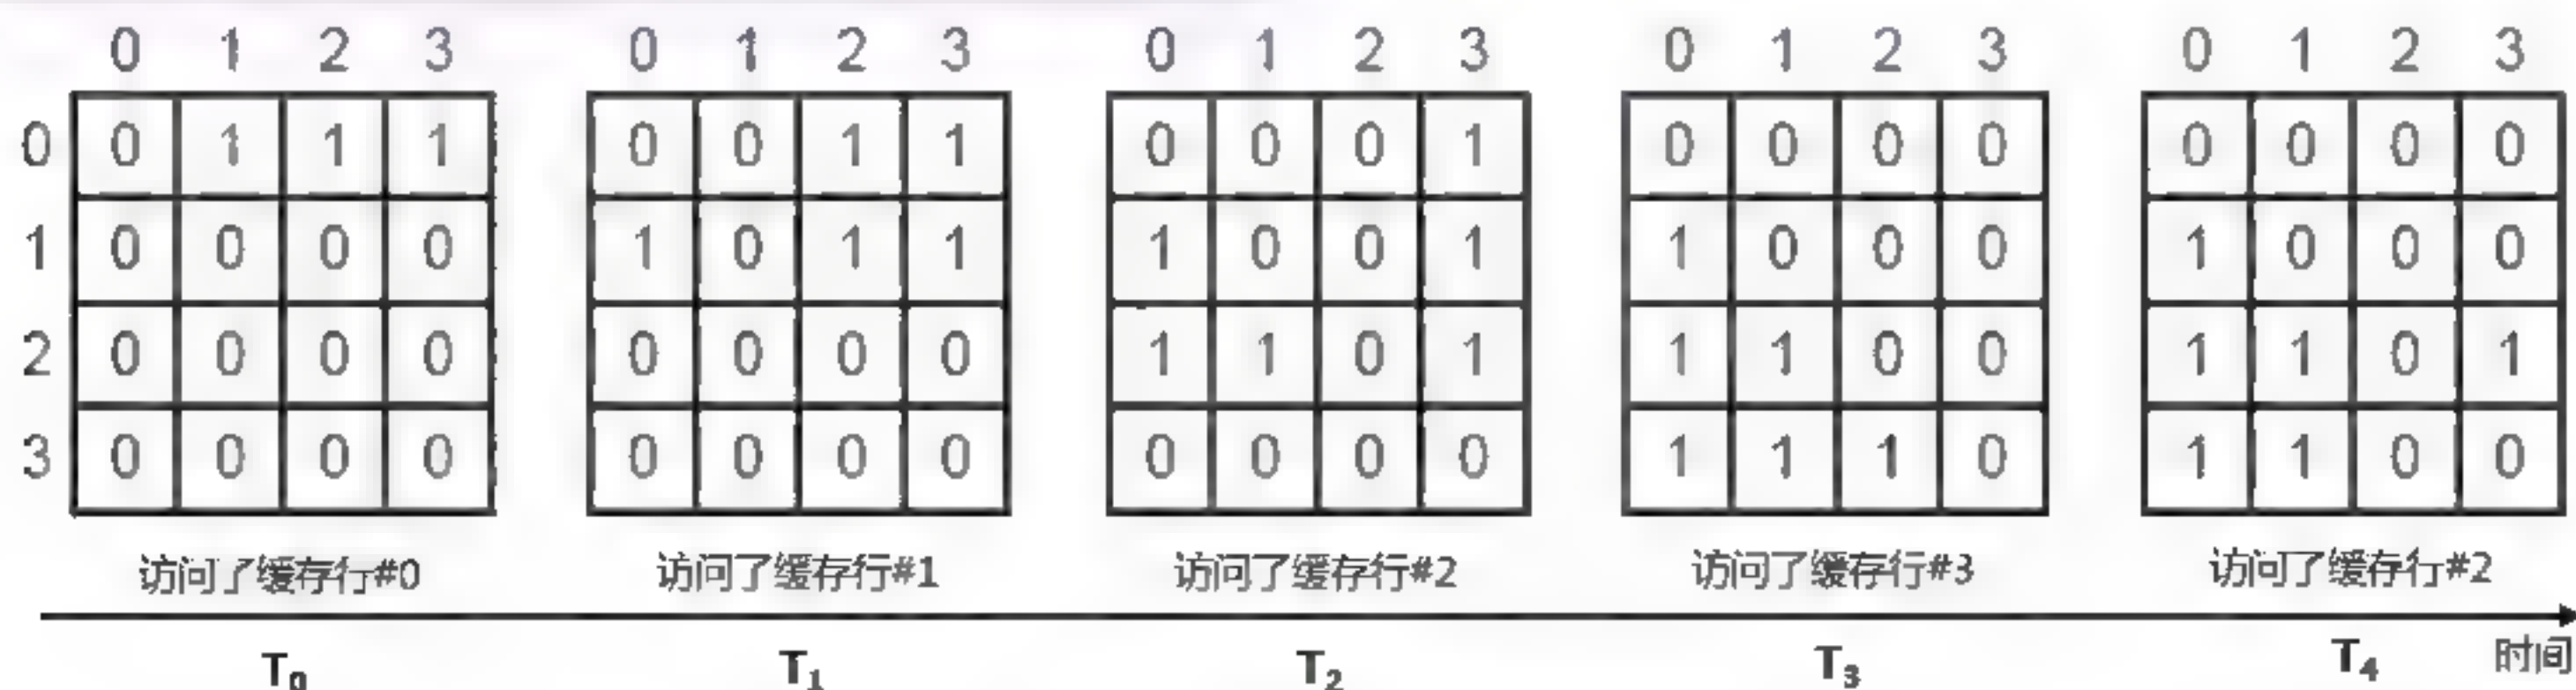 0 1 2 3 0 1 2 3 0 1 2 3 0 1 2 3 0 1 2 3
0 0 1 1 1 0 0 1 1 0 0 0 1 0 0 0 0 0 0 0 0
1 0 0 0 0 1 0 1 1 1 0 0 1 1 0 0 0 1 0 0 0
2 0 0 0 0 0 0 0 0 1 1 0 1 1 1 0 0 1 1 0 1
3 0 0 0 0 0 0 0 0 0 0 0 0 1 1 1 0 1 1 0 0
访问了缓存行#0 访问了缓存行#1 访问了缓存行#2 访问了缓存行#3 访问了缓存行#2
T0 T1 T2 T3 T4 时间